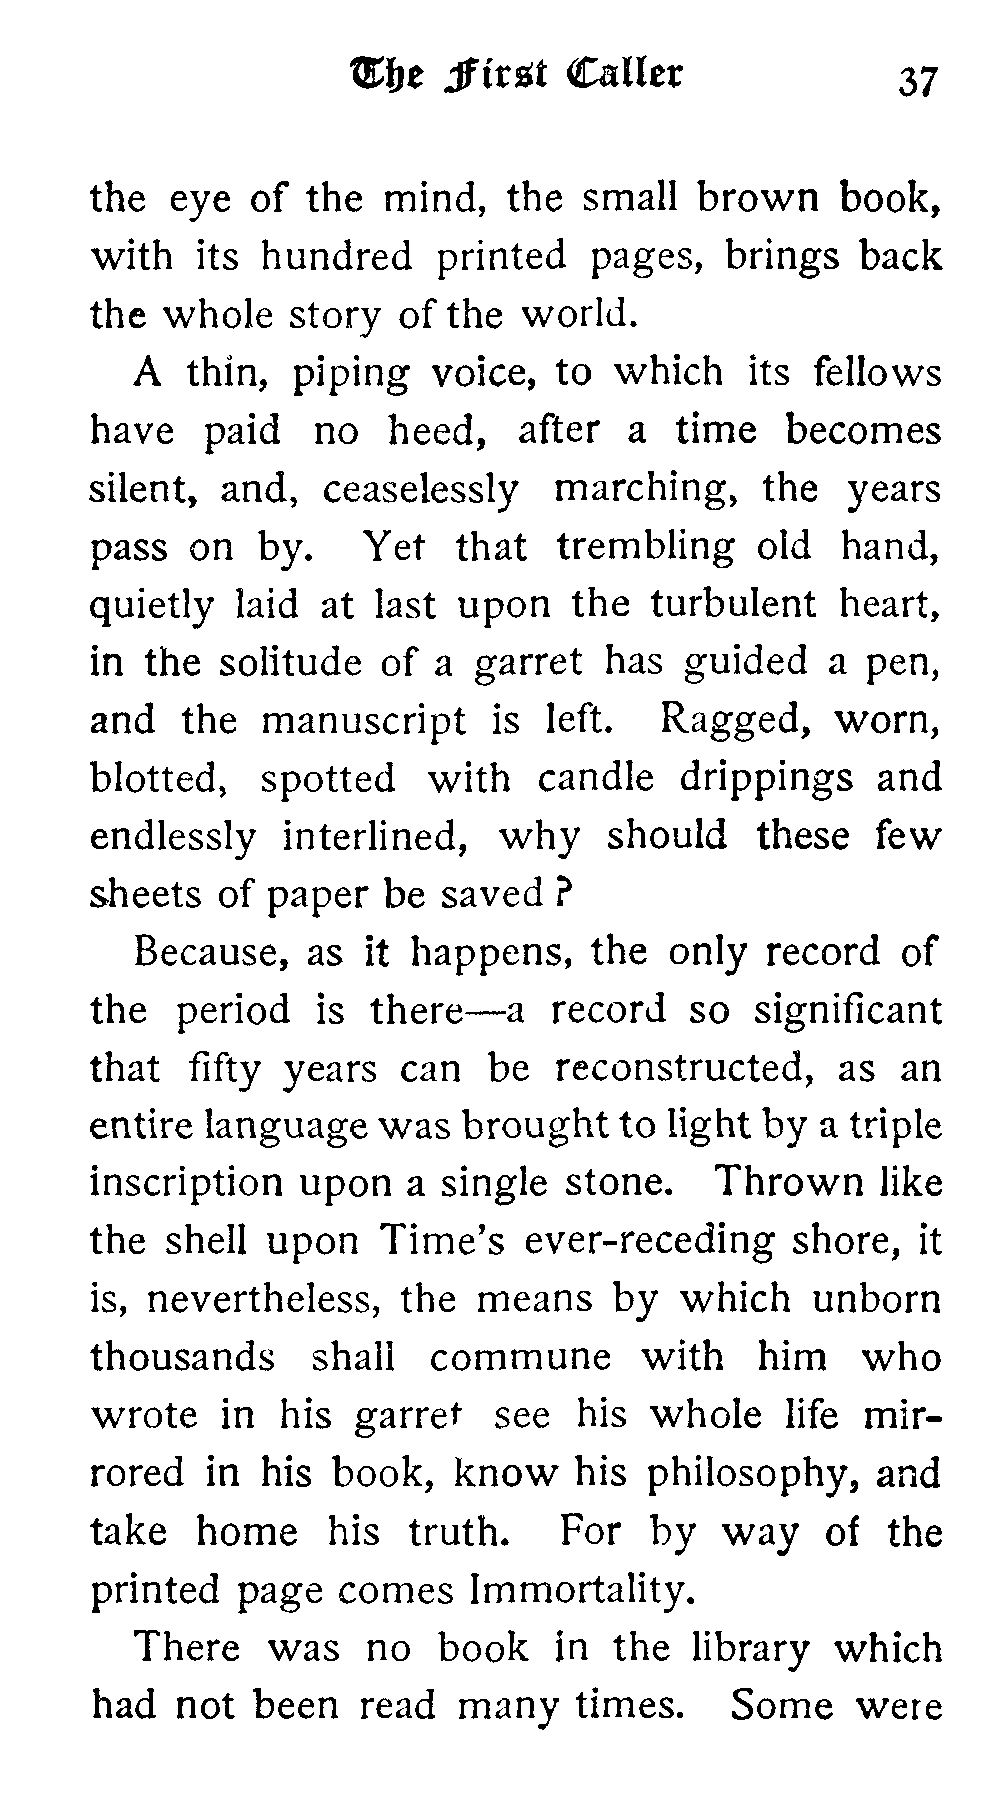 The First Caller 37
the eye of the mind, the small brown book,
with its hundred printed pages, brings back
the whole story of the world.
A thin, piping voice, to which its fellows
have paid no heed, after a time becomes
silent, and, ceaselessly marching, the years
pass on by. Yet that trembling old hand,
quietly laid at last upon the turbulent heart,
in the solitude of a garret has guided a pen,
and the manuscript is left. Ragged, worn,
blotted, spotted with candle drippings and
endlessly interlined, why should these few
sheets of paper be saved ?
Because, as it happens, the only record of
the period is there—a record so significant
that fifty years can be reconstructed, as an
entire language was brought to light by a triple
inscription upon a single stone. Thrown like
the shell upon Time's ever-receding shore, it
is, nevertheless, the means by which unborn
thousands shall commune with him who
wrote in his garret see his whole life mir-
rored in his book, know his philosophy, and
take home his truth. For by way of the
printed page comes Immortality.
There was no book in the library which
had not been read many times. Some were